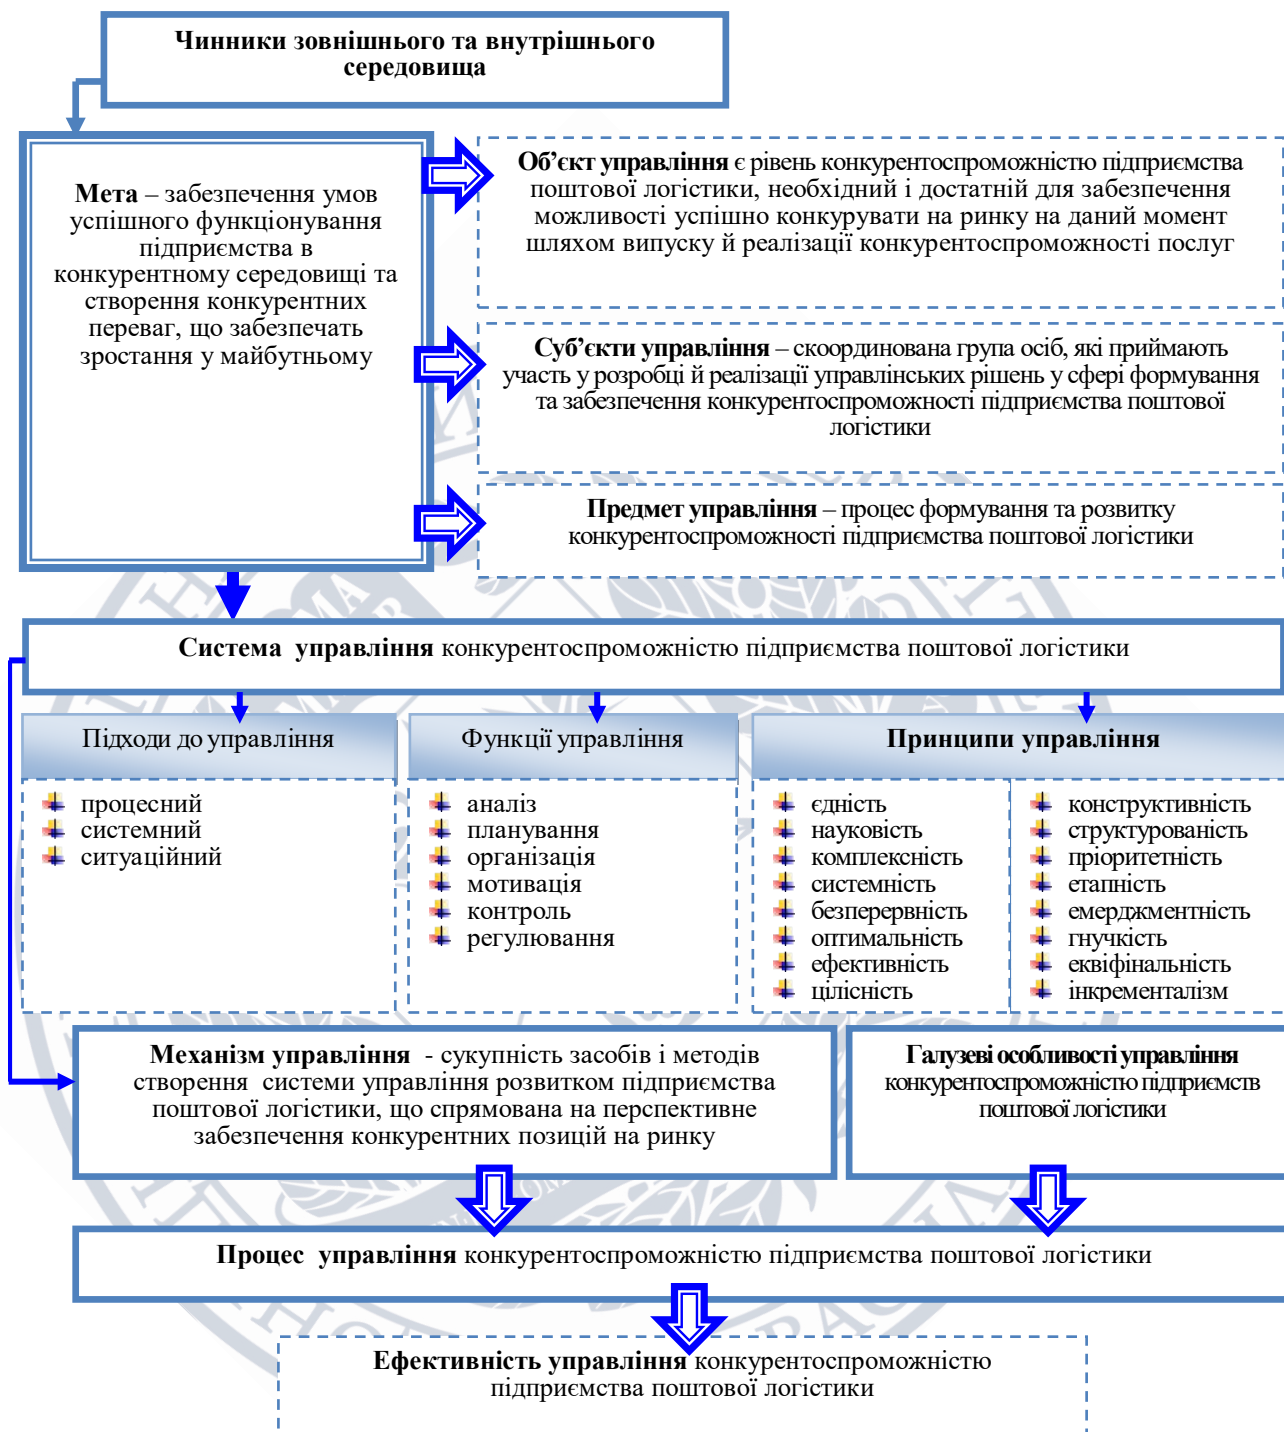 Чинники зовнішнього та внутрішнього
середовища
Мета – забезпечення умов
успішного функціонування
підприємства в
конкурентному середовищі та
створення конкурентних
переваг, що забезпечать
зростання у майбутньому
Об’єкт управління є рівень конкурентоспроможністю підприємства
поштової логістики, необхідний і достатній для забезпечення
можливості успішно конкурувати на ринку на даний момент
шляхом випуску й реалізації конкурентоспроможності послуг
Суб’єкти управління – скоординована група осіб, які приймають
участь у розробці й реалізації управлінських рішень у сфері формування
та забезпечення конкурентоспроможності підприємства поштової
логістики
Предмет управління – процес формування та розвитку
конкурентоспроможності підприємства поштової логістики
Система управління конкурентоспроможністю підприємства поштової логістики
Підходи до управління
процесний
системний
ситуаційний
Функції управління
аналіз
планування
організація
мотивація
контроль
регулювання
Принципи управління
єдність
науковість
комплексність
системність
безперервність
оптимальність
ефективність
цілісність
конструктивність
структурованість
пріоритетність
етапність
емерджментність
гнучкість
еквіфінальність
інкременталізм
Механізм управління - сукупність засобів і методів
створення системи управління розвитком підприємства
поштової логістики, що спрямована на перспективне
забезпечення конкурентних позицій на ринку
Галузеві особливості управління
конкурентоспроможністю підприємств
поштової логістики
Процес управління конкурентоспроможністю підприємства поштової логістики
Ефективність управління конкурентоспроможністю
підприємства поштової логістики